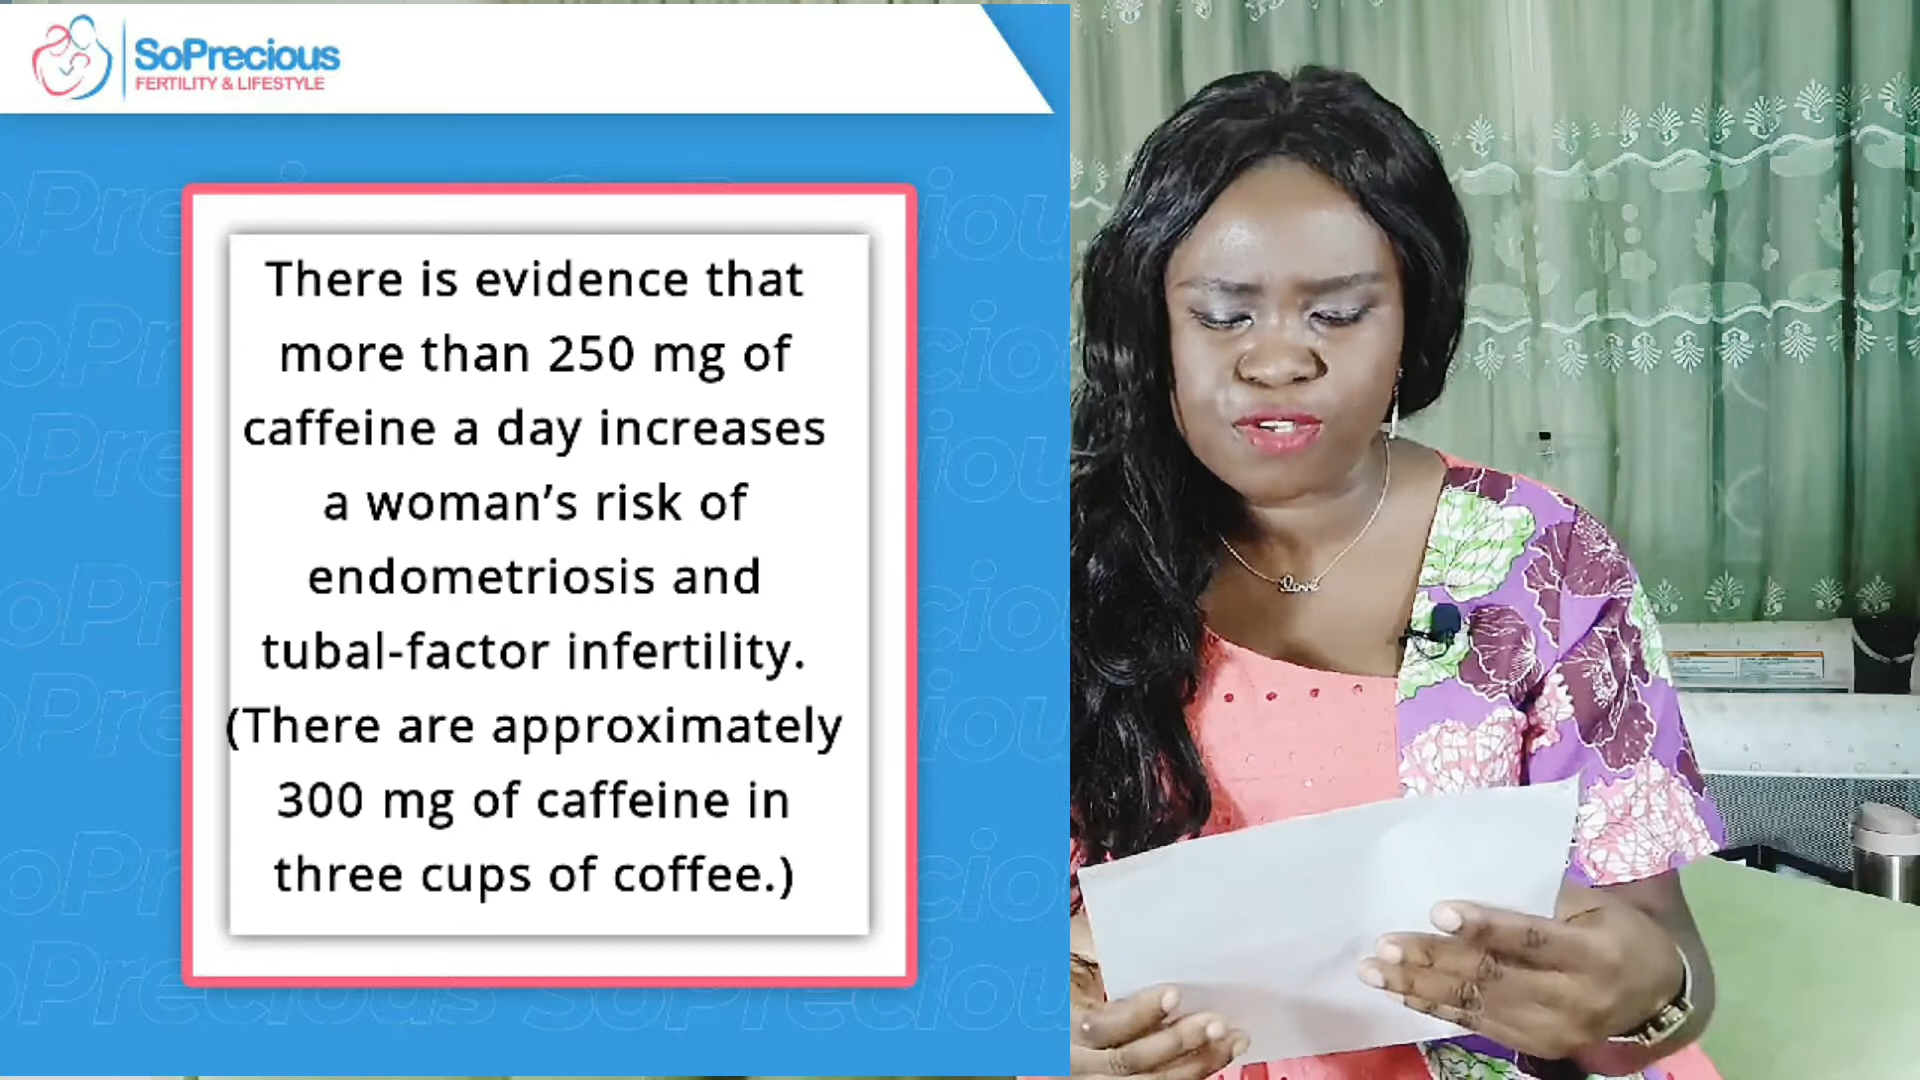 SoPrecious
FERTILITY & LIFESTYLE
There is evidence that
more than 250 mg of
caffeine a day increases
a woman’s risk of
endometriosis and
tubal-factor infertility.
(There are approximately
300 mg of caffeine in
three cups of coffee.)
Love